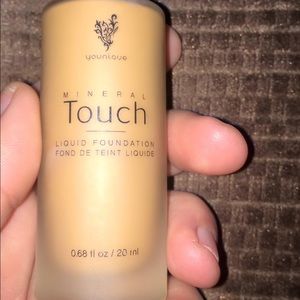 younique
MINERAL
Touch
LIQUID FOUNDATION
FOND DE TEINT LIQUIDE
0.68 fl oz / 20 ml